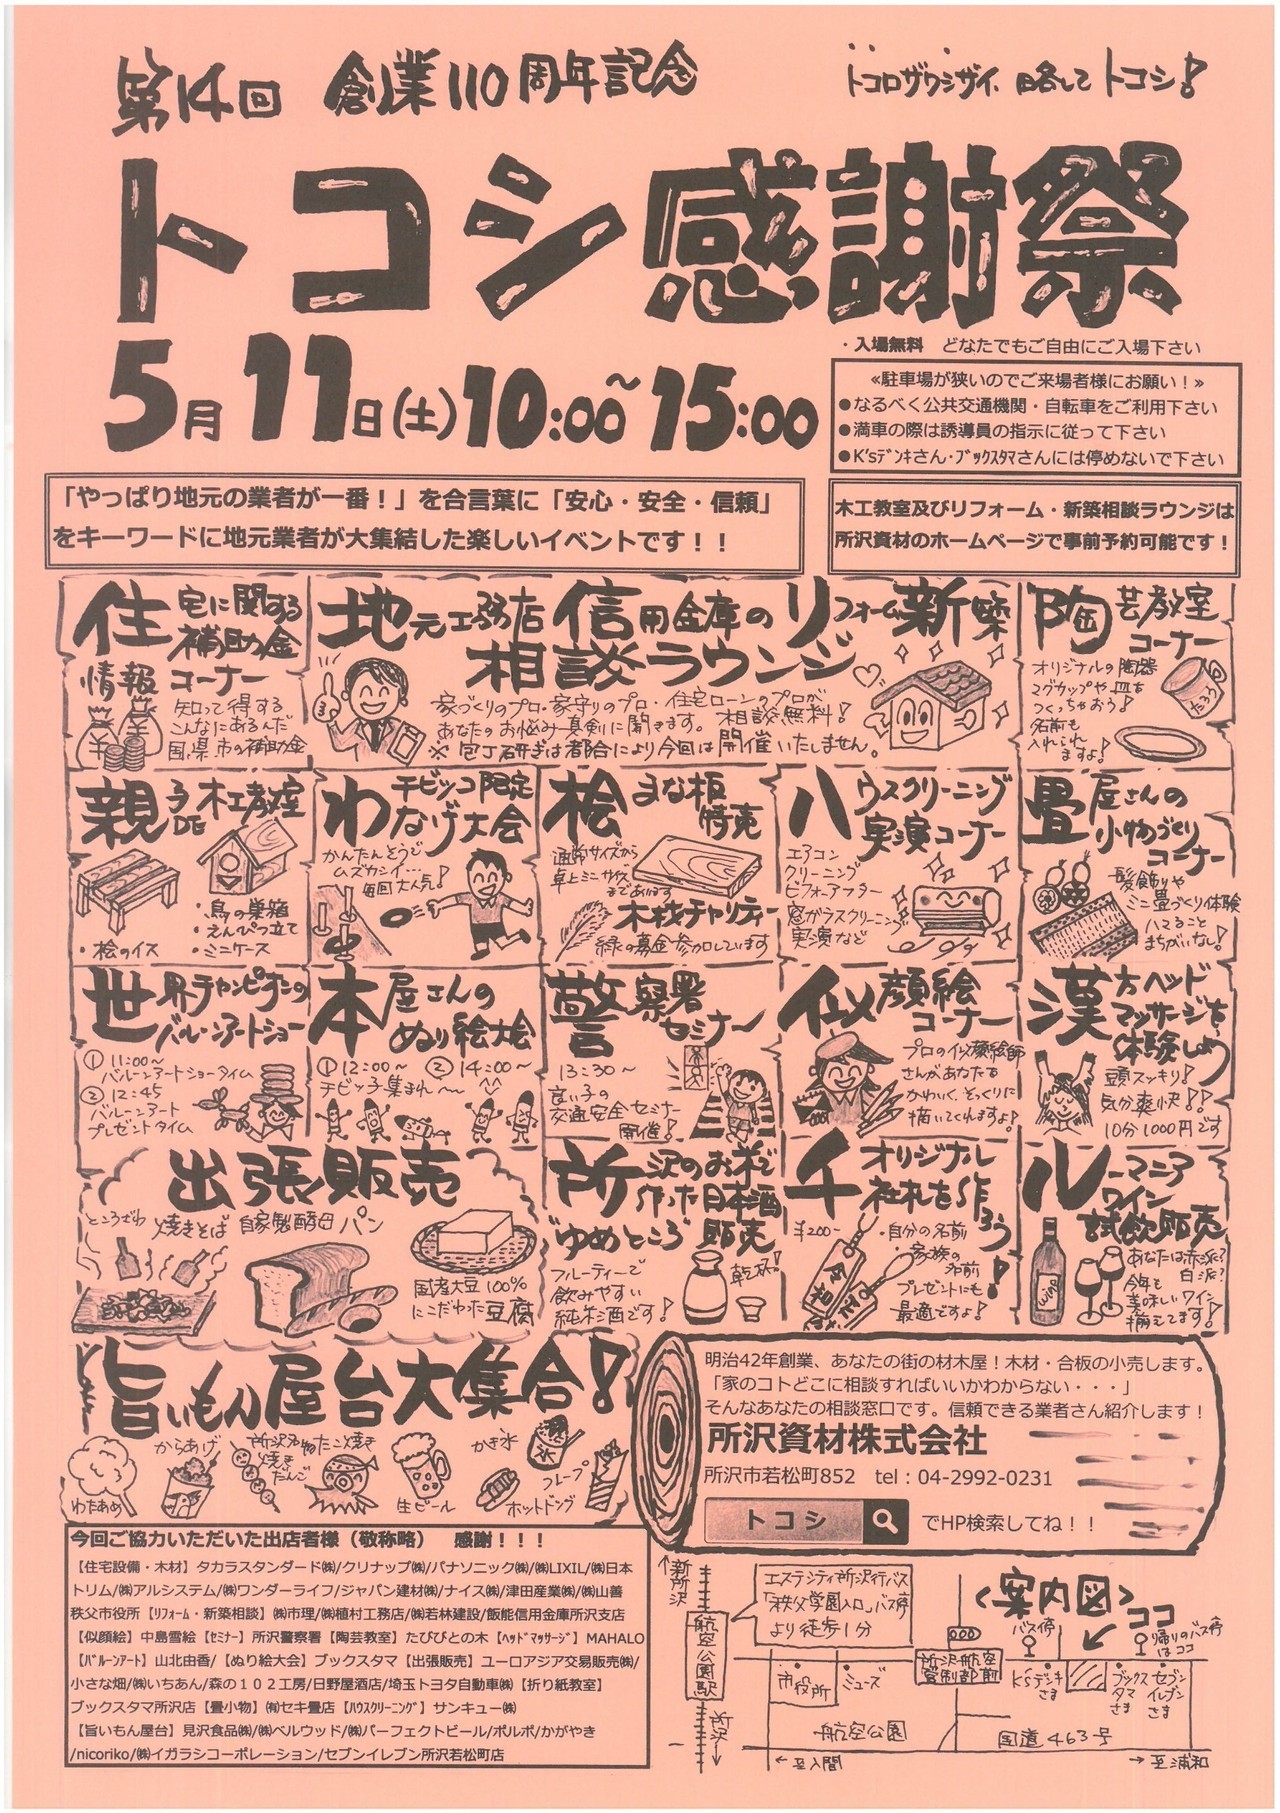 第14回 創業110周年記念
トコロザワシザイ、略してトコシ！
トコシ感謝祭
5月11日(土)10:00~15:00
・入場無料　どなたでもご自由にご入場下さい
≪駐車場が狭いのでご来場者様にお願い！≫
●なるべく公共交通機関・自転車をご利用下さい
●満車の際は誘導員の指示に従って下さい
●K'sﾃﾞﾝｷさん・ﾌﾞｯｸｽﾀﾏさんには停めないで下さい
「やっぱり地元の業者が一番！」を合言葉に「安心・安全・信頼」
をキーワードに地元業者が大集結した楽しいイベントです！！
木工教室及びリフォーム・新築相談ラウンジは
所沢資材のホームページで事前予約可能です！
住宅に関する
補助金
情報コーナー
知って得する
こんなにあるんだ
国県市の補助金
地元工務店信用金庫のリフォーム新築
相談ラウンジ
家づくりのプロ・家守りのプロ・住宅ローンのプロが
あなたのお悩み真剣に聞きます。相談無料！
※包丁研ぎは都合により今回は開催いたしません。
陶芸教室
コーナー
オリジナルの陶器
マグカップや皿を
つくっちゃおう！
名前も
入れられ
ますよ！
親子DE木工教室
・鳥の巣箱
・えんぴつ立て
・桧のイス
・ミニケース
わなげ大会
チビッコ限定
かんたんそうで
ムズカシイ…
毎回大人気！
桧まな板
特売
通常サイズから
卓上ミニサイズ
まであります
木枝チャリティー
緑の募金参加しています
ハウスクリーニング
実演コーナー
エアコン
クリーニング
ビフォーアフター
窓ガラスクリーニング
実演など
畳屋さんの
小物づくり
コーナー
髪飾りや
ミニ畳づくり体験
ハマること
まちがいなし！
世界チャンピオンの
バルーンアートショー
①11:00～
バルーンアートショータイム
②12:45
バルーンアート
プレゼントタイム
本屋さんの
ぬり絵大会
①12:00～ ②14:00～
チビッ子集まれ～～
警察署
セミナー
13:30～
良い子の
交通安全セミナー
開催！
似顔絵
コーナー
プロの似顔絵師
さんがあなたを
かわいく、そっくりに
描いてくれますよ！
漢方ヘッド
マッサージを
体験しよう
頭スッキリ！
気分爽快！！
10分1000円です
出張販売
ところざわ
焼きそば
自家製酵母パン
国産大豆100%
にこだわった豆腐
所沢のお米で
作った日本酒
ゆめところ販売
フルーティーで
飲みやすい
純米酒です！
乾杯！
千オリジナル
社札を作ろう！
¥200-
・自分の名前
・家族の
名前
プレゼントにも
最適ですよ！
ルーマニア
ワイン
試飲販売
あなたは赤派？
白派？
今年も
美味しいワイン
揃えてます！
wine
旨いもん屋台大集合！
わたあめ
からあげ
所沢名物
焼き
だんご
たこ焼き
生ビール
かき氷
氷
ホットドッグ
クレープ
明治42年創業、あなたの街の材木屋！木材・合板の小売します。
「家のコトどこに相談すればいいかわからない・・・」
そんなあなたの相談窓口です。信頼できる業者さん紹介します！
所沢資材株式会社
所沢市若松町852　tel：04-2992-0231
トコシ
でHP検索してね！！
今回ご協力いただいた出店者様（敬称略）　感謝！！！
【住宅設備・木材】タカラスタンダード㈱/クリナップ㈱/パナソニック㈱/㈱LIXIL/㈱日本
トリム/㈱アルシステム/㈱ワンダーライフ/ジャパン建材㈱/ナイス㈱/津田産業㈱/㈱山善
秩父市役所【ﾘﾌｫｰﾑ・新築相談】㈱市理/㈱植村工務店/㈱若林建設/飯能信用金庫所沢支店
【似顔絵】中島雪絵【ｾﾐﾅｰ】所沢警察署【陶芸教室】たびびとの木【ﾍｯﾄﾞﾏｯｻｰｼﾞ】MAHALO
【ﾊﾞﾙｰﾝｱｰﾄ】山北由香/【ぬり絵大会】ブックスタマ【出張販売】ユーロアジア交易販売㈱/
小さな畑/㈱いちあん/森の１０２工房/日野屋酒店/埼玉トヨタ自動車㈱【折り紙教室】
ブックスタマ所沢店【畳小物】㈲セキ畳店【ﾊｳｽｸﾘｰﾆﾝｸﾞ】サンキュー㈱
【旨いもん屋台】見沢食品㈱/㈱ベルウッド/㈱パーフェクトビール/ポルポ/かがやき
/nicoriko/㈱イガラシコーポレーション/セブンイレブン所沢若松町店
↑新所沢
航空公園駅
所沢↓
エステシティ所沢行バス
「秩父学園入口」バス停
より徒歩1分
<案内図>
ココ
バス停
帰りのバス停
はココ
市役所
ミューズ
所沢航空
管制部前
K'sデンキ
さま
ブックス
タマ
さま
セブン
イレブン
さま
航空公園
国道463号
←至入間
→至浦和